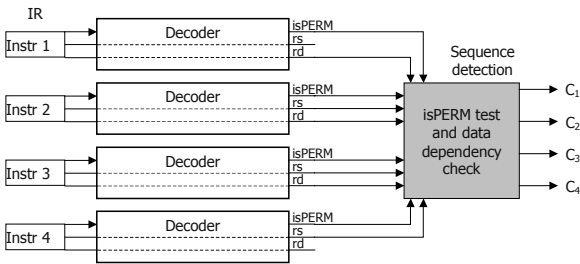 IR
Instr 1
Decoder
isPERM
rs
rd
Instr 2
Decoder
isPERM
rs
rd
Instr 3
Decoder
isPERM
rs
rd
Instr 4
Decoder
isPERM
rs
rd
Sequence
detection
isPERM test
and data
dependency
check
C₁
C₂
C₃
C₄